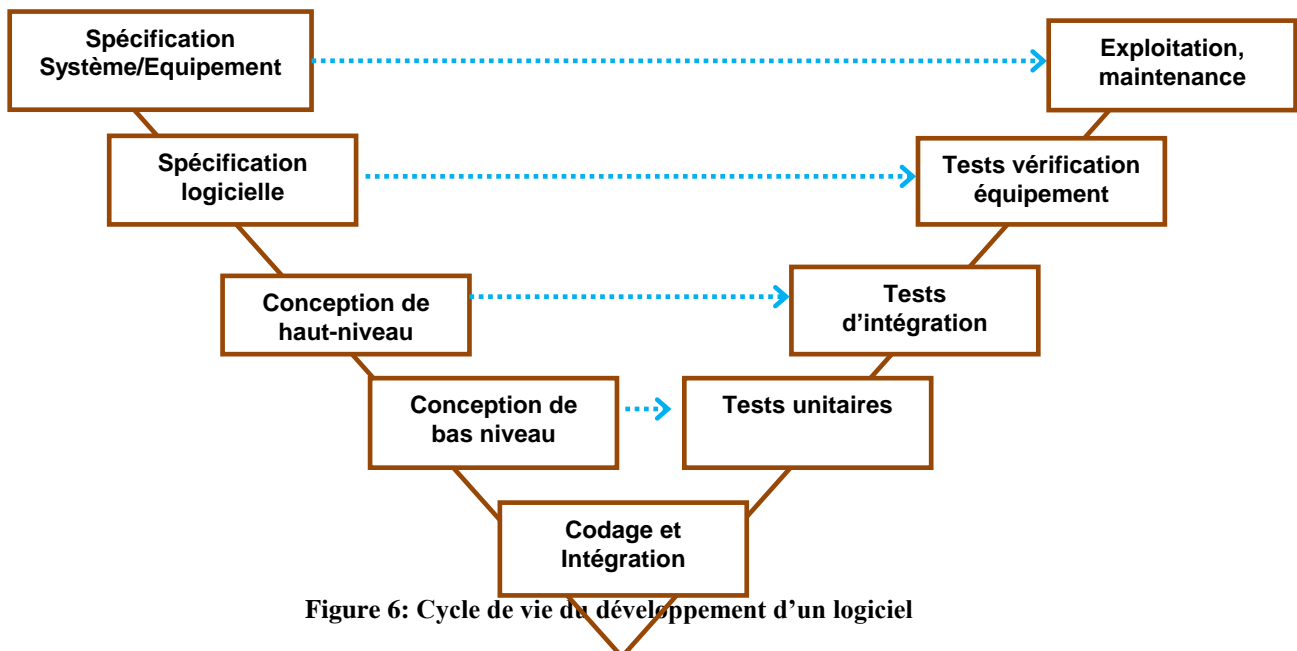 Spécification
Système/Equipement
Exploitation,
maintenance
Spécification
logicielle
Tests vérification
équipement
Conception de
haut-niveau
Tests
d’intégration
Conception de
bas niveau
Tests unitaires
Codage et
Intégration
Figure 6: Cycle de vie du développement d’un logiciel